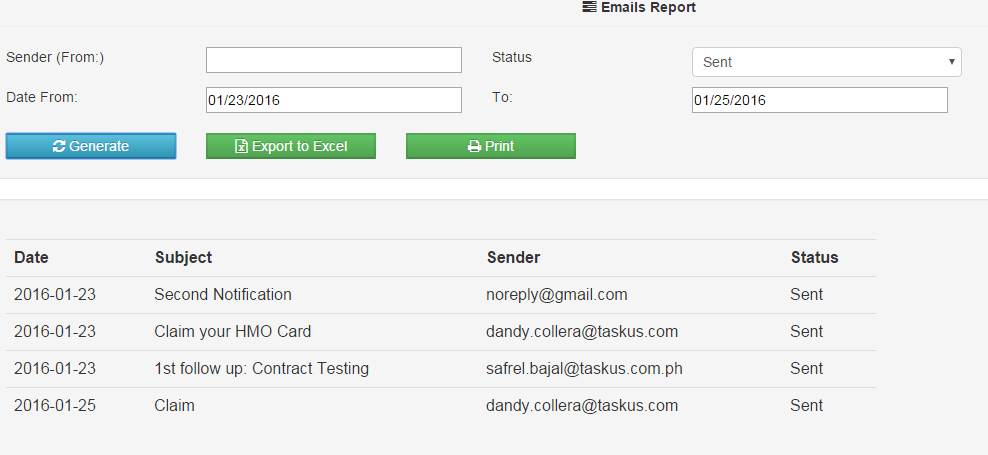 Emails Report
Sender (From:) Status Sent
Date From: 01/23/2016 To: 01/25/2016
Generate Export to Excel Print
Date Subject Sender Status
2016-01-23 Second Notification noreply@gmail.com Sent
2016-01-23 Claim your HMO Card dandy.collera@taskus.com Sent
2016-01-23 1st follow up: Contract Testing safrel.bajal@taskus.com.ph Sent
2016-01-25 Claim dandy.collera@taskus.com Sent